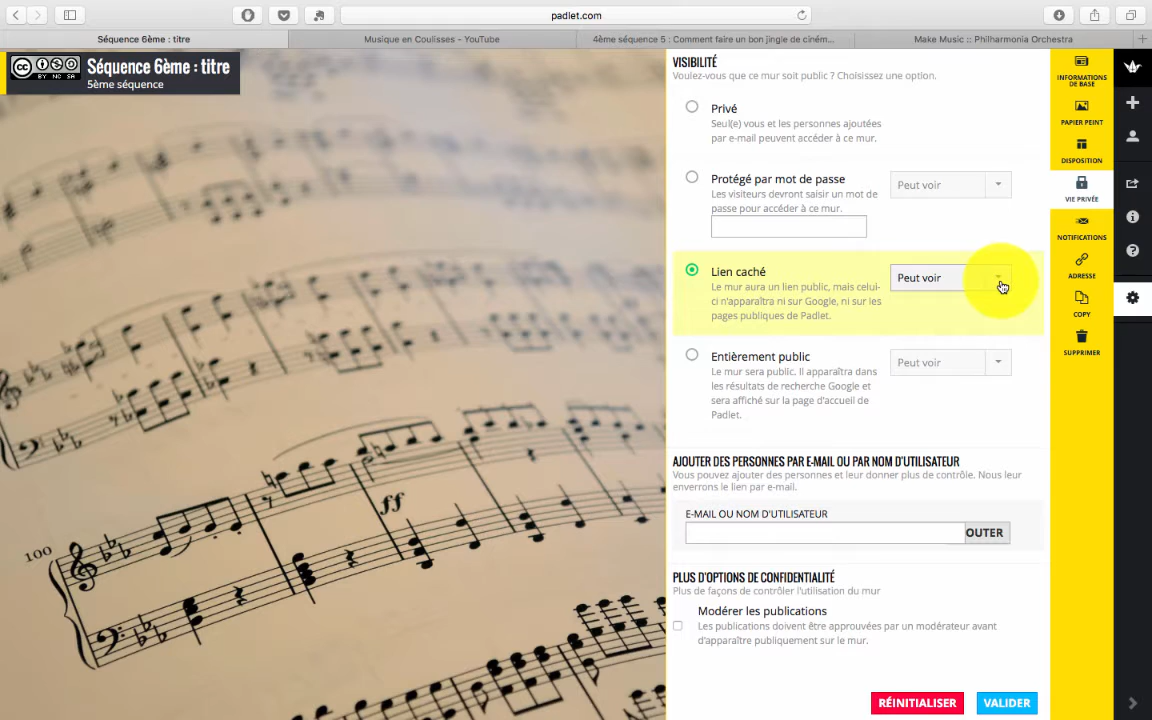 padlet.com
Séquence 6ème : titre
Musique en Coulisses - YouTube
4ème séquence 5 : Comment faire un bon jingle de ciném...
Make Music :: Philharmonia Orchestra
cc BY NC SA
Séquence 6ème : titre
5ème séquence
VISIBILITÉ
Voulez-vous que ce mur soit public ? Choisissez une option.
Privé
Seul(e) vous et les personnes ajoutées
par e-mail peuvent accéder à ce mur.
Protégé par mot de passe
Peut voir
Les visiteurs devront saisir un mot de
passe pour accéder à ce mur.
Lien caché
Peut voir
Le mur aura un lien public, mais celui-
ci n'apparaîtra ni sur Google, ni sur les
pages publiques de Padlet.
Entièrement public
Peut voir
Le mur sera public. Il apparaîtra dans
les résultats de recherche Google et
sera affiché sur la page d'accueil de
Padlet.
AJOUTER DES PERSONNES PAR E-MAIL OU PAR NOM D'UTILISATEUR
Vous pouvez ajouter des personnes et leur donner plus de contrôle. Nous leur
enverrons le lien par e-mail.
E-MAIL OU NOM D'UTILISATEUR
OUTER
PLUS D'OPTIONS DE CONFIDENTIALITÉ
Plus de façons de contrôler l'utilisation du mur
Modérer les publications
Les publications doivent être approuvées par un modérateur avant
d'apparaître publiquement sur le mur.
RÉINITIALISER
VALIDER
INFORMATIONS
DE BASE
PAPIER PEINT
DISPOSITION
VIE PRIVÉE
NOTIFICATIONS
ADRESSE
COPY
SUPPRIMER
ff
100